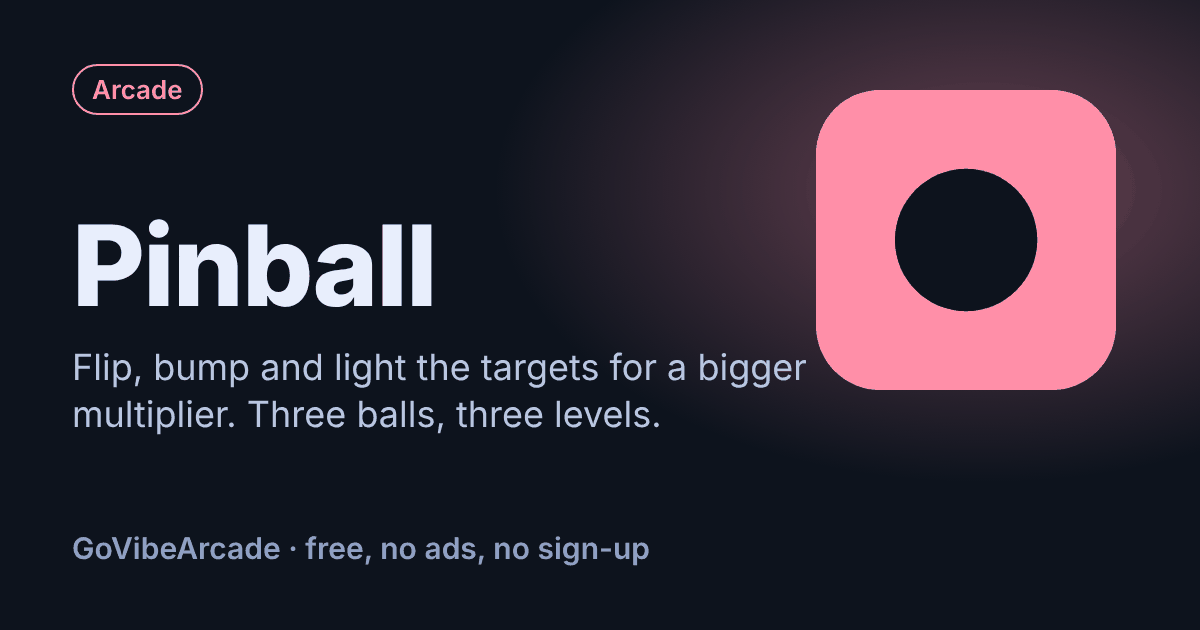 Arcade
Pinball
Flip, bump and light the targets for a bigger
multiplier. Three balls, three levels.
GoVibeArcade · free, no ads, no sign-up